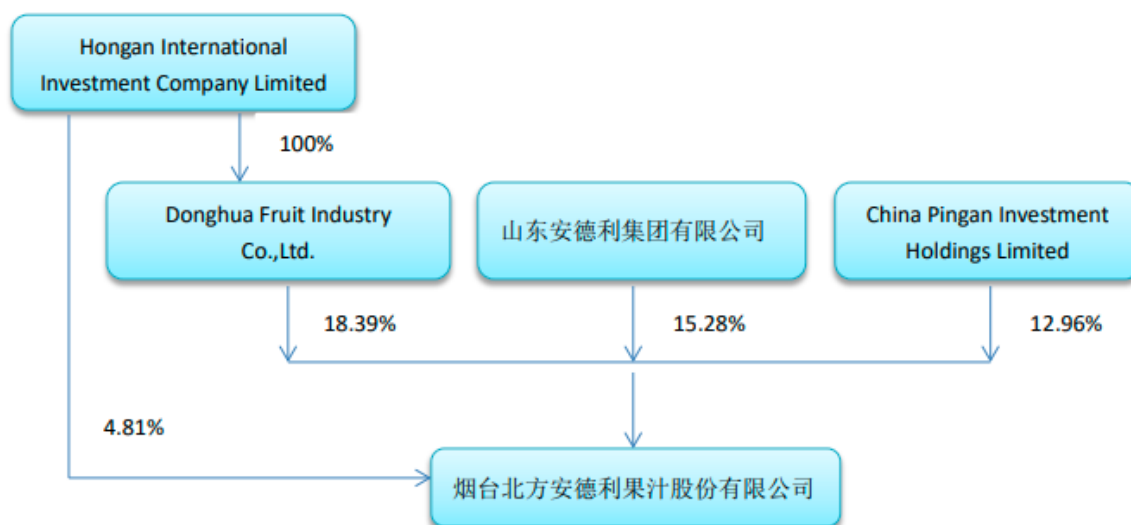 Hongan International
Investment Company Limited
100%
Donghua Fruit Industry
Co.,Ltd.
山东安德利集团有限公司
China Pingan Investment
Holdings Limited
18.39%
15.28%
12.96%
4.81%
烟台北方安德利果汁股份有限公司